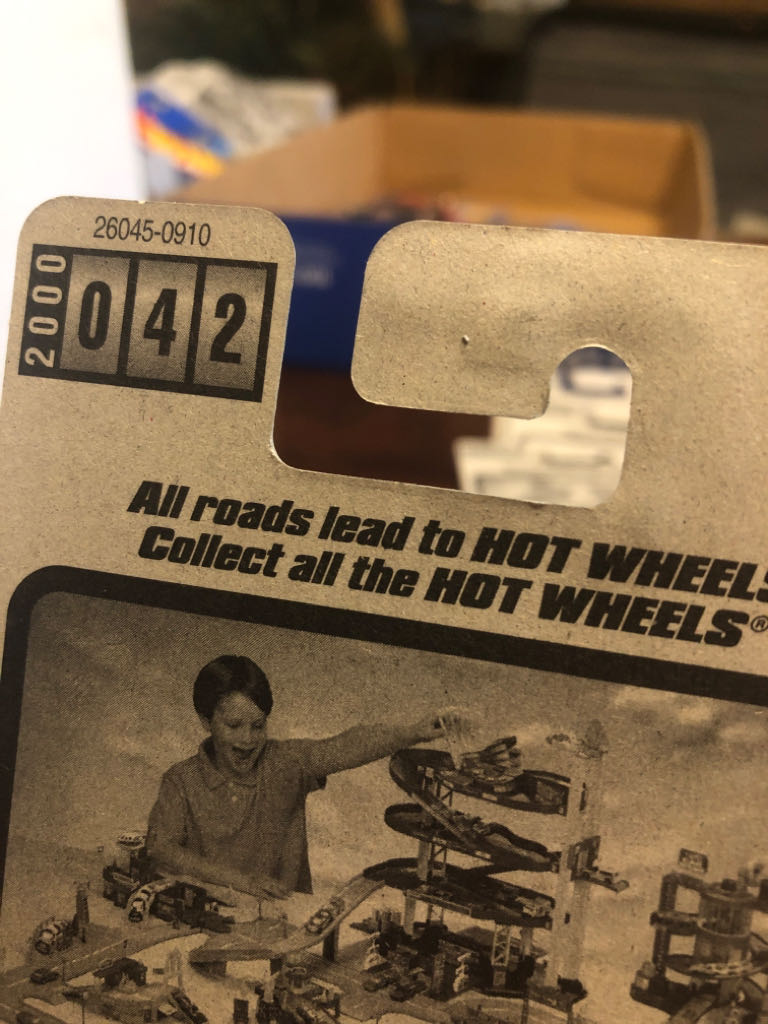 26045-0910
2000 042
All roads lead to HOT WHEELS
Collect all the HOT WHEELS®